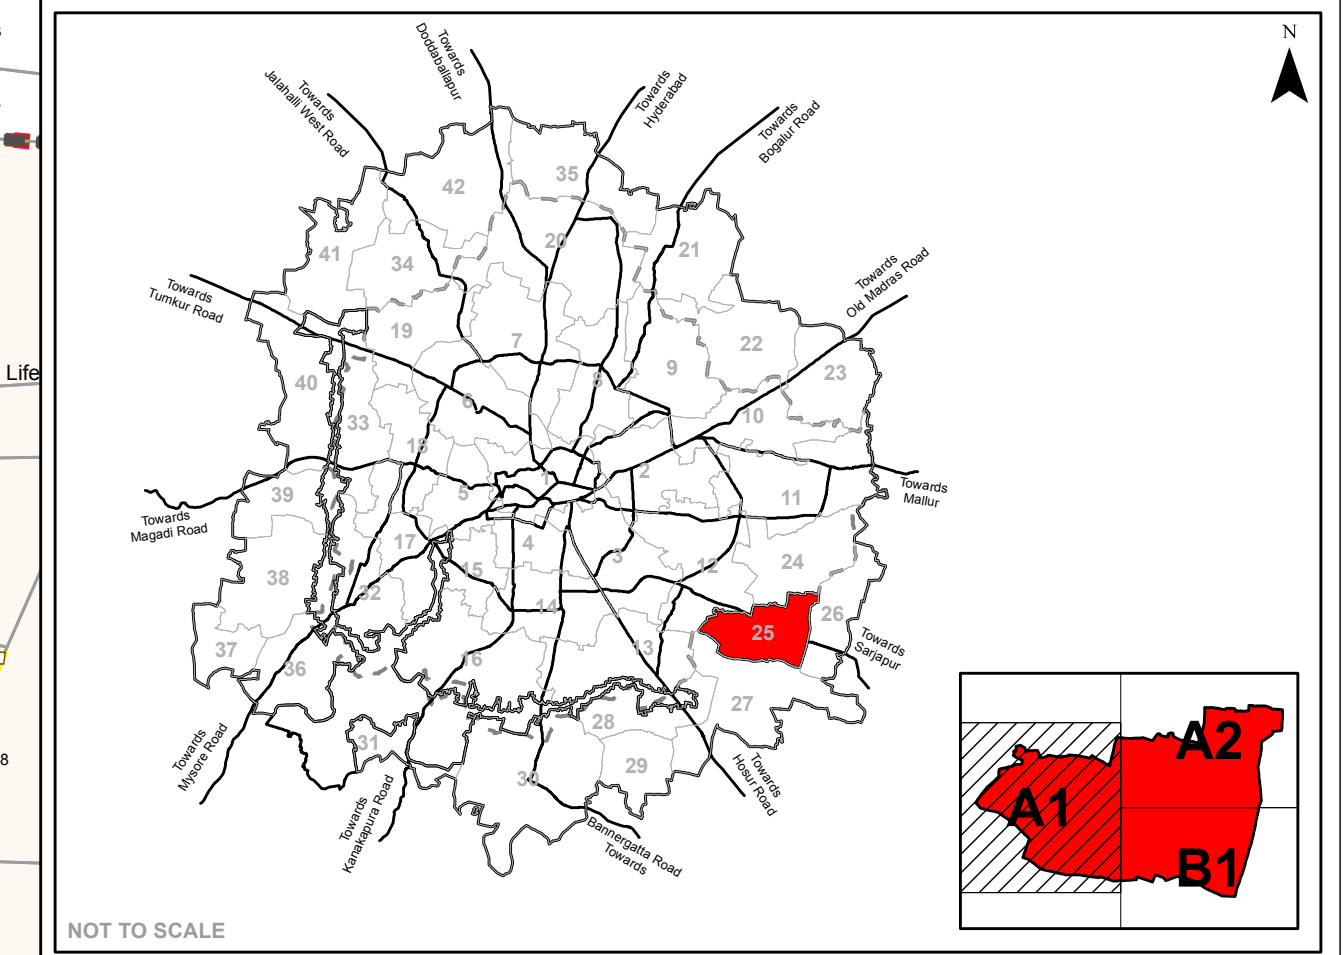 N
Towards
Doddaballapur
Towards
Jalahalli West Road
Towards
Hyderabad
Towards
Bogalur Road
35
42
20
21
41
34
Towards
Old Madras Road
Towards
Tumkur Road
19
7
22
9
23
8
Life
40
6
10
33
18
2
1
5
11
39
Towards
Mallur
Towards
Magadi Road
17
4
3
12
24
15
38
32
14
26
25
13
Towards
Sarjapur
37
36
16
27
28
31
29
30
8
Towards
Mysore Road
Towards
Kanakapura Road
Towards
Hosur Road
Bannergatta Road
Towards
A2
A1
B1
NOT TO SCALE